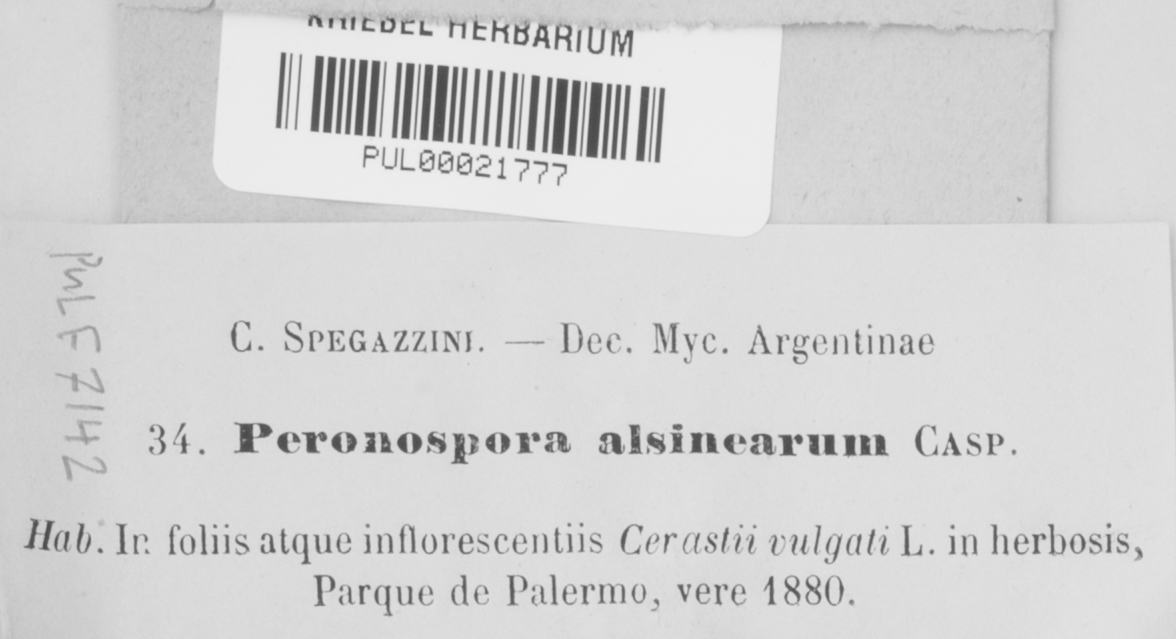 KRIEBEL HERBARIUM
PUL00021777
PUL F 7142
C. SPEGAZZINI. — Dec. Myc. Argentinae
34. Peronospora alsinearum CASP.
Hab. In foliis atque inflorescentiis Cerastii vulgati L. in herbosis,
Parque de Palermo, vere 1880.